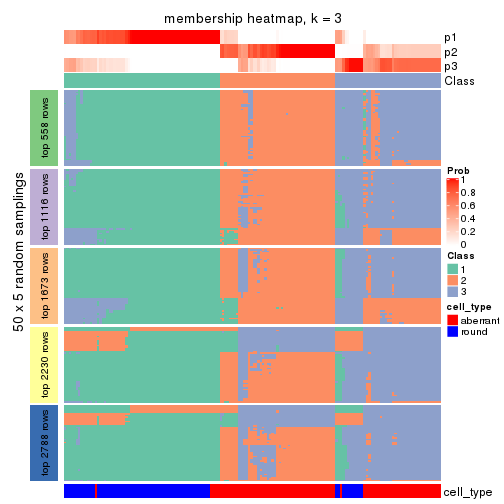 membership heatmap, k = 3
p1
p2
p3
Class
50 x 5 random samplings
top 558 rows
top 1116 rows
top 1673 rows
top 2230 rows
top 2788 rows
Prob
1
0.8
0.6
0.4
0.2
0
Class
1
2
3
cell_type
aberrant
round
cell_type